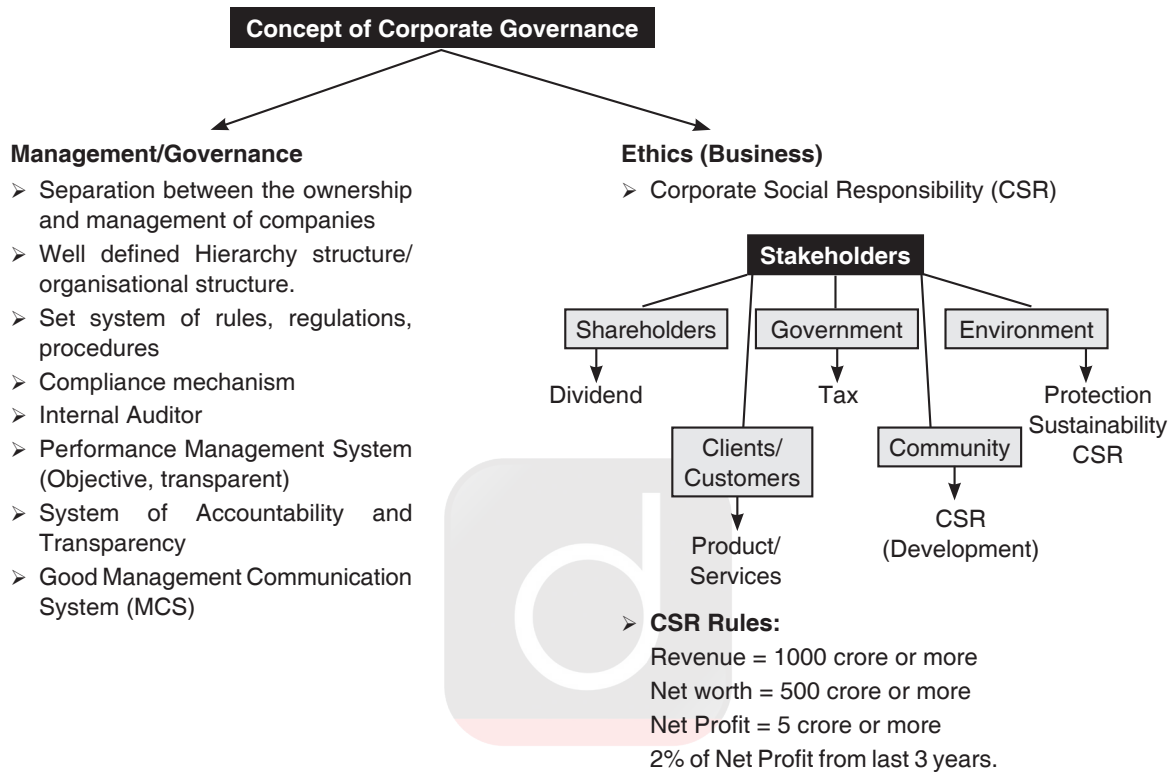 Concept of Corporate Governance
Management/Governance
➢ Separation between the ownership
and management of companies
➢ Well defined Hierarchy structure/
organisational structure.
➢ Set system of rules, regulations,
procedures
➢ Compliance mechanism
➢ Internal Auditor
➢ Performance Management System
(Objective, transparent)
➢ System of Accountability and
Transparency
➢ Good Management Communication
System (MCS)
Ethics (Business)
➢ Corporate Social Responsibility (CSR)
Stakeholders
Shareholders
Government
Environment
Dividend
Tax
Protection
Sustainability
CSR
Clients/
Customers
Community
Product/
Services
CSR
(Development)
➢ CSR Rules:
Revenue = 1000 crore or more
Net worth = 500 crore or more
Net Profit = 5 crore or more
2% of Net Profit from last 3 years.